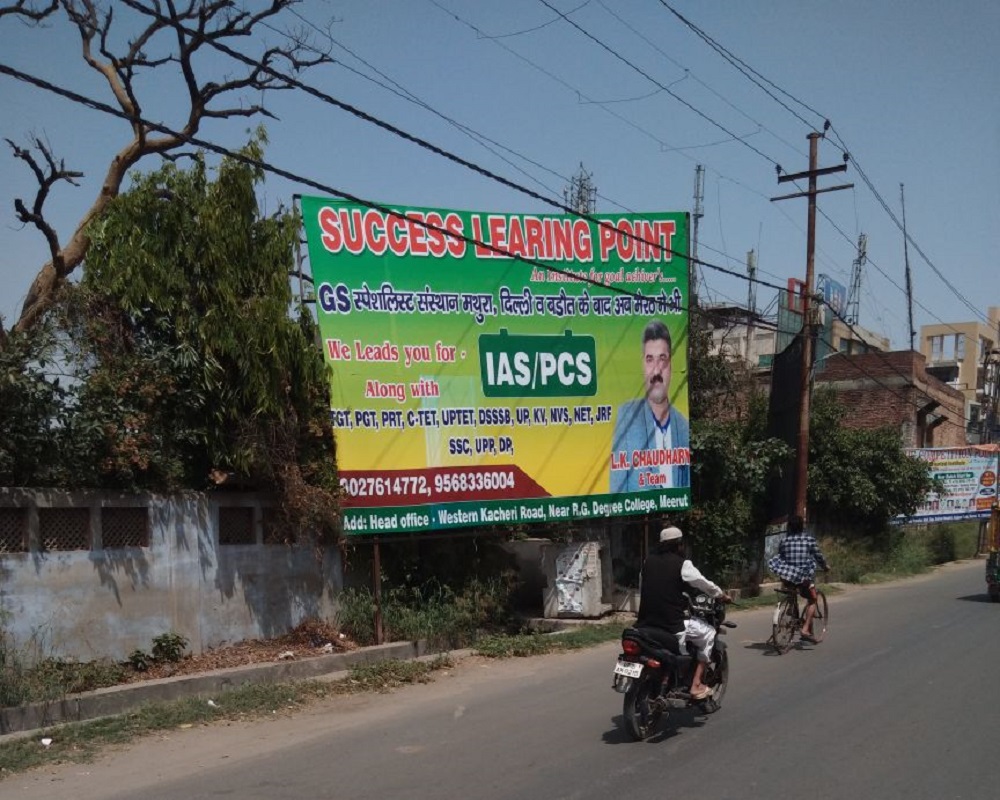 SUCCESS LEARING POINT
An Institute for goal achiver's.....
GS स्पेशलिस्ट संस्थान मथुरा, दिल्ली व बडौत के बाद अब मेरठ मे भी
We Leads you for -
IAS/PCS
Along with
TGT, PGT, PRT, C-TET, UPTET, DSSSB, UP, KV, NVS, NET, JRF
SSC, UPP, DP,
L.K. CHAUDHARY
& Team
9027614772, 9568336004
Add: Head office - Western Kacheri Road, Near R.G. Degree College, Meerut